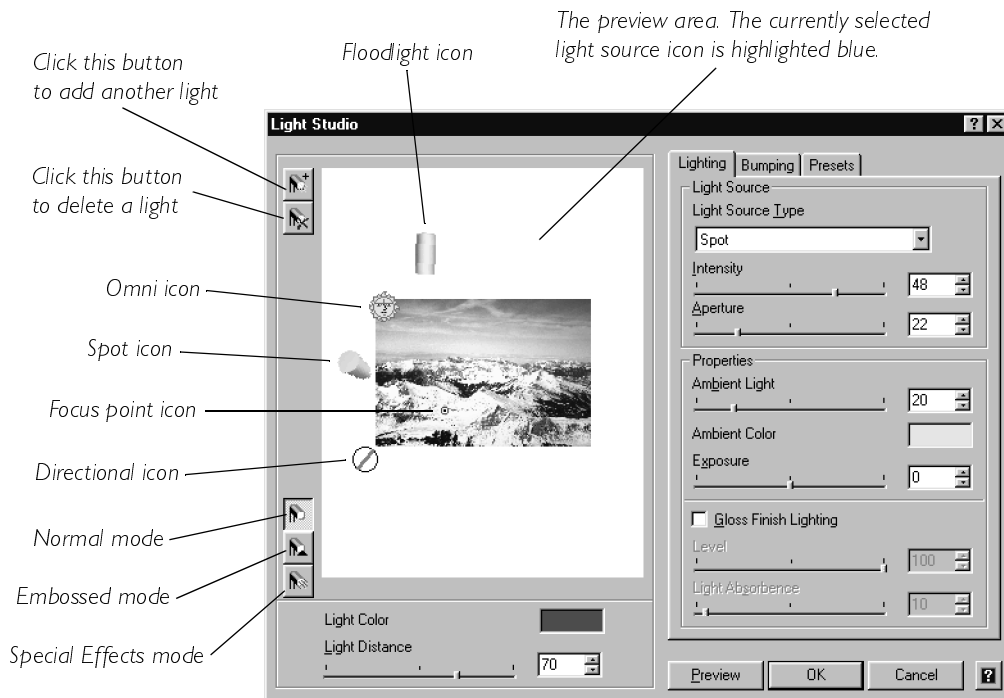 The preview area. The currently selected
light source icon is highlighted blue.
Floodlight icon
Click this button
to add another light
Click this button
to delete a light
Omni icon
Spot icon
Focus point icon
Directional icon
Normal mode
Embossed mode
Special Effects mode
Light Studio
Light Color
Light Distance
70
Lighting
Bumping
Presets
Light Source
Light Source Type
Spot
Intensity
48
Aperture
22
Properties
Ambient Light
20
Ambient Color
Exposure
0
Gloss Finish Lighting
Level
100
Light Absorbence
10
Preview
OK
Cancel